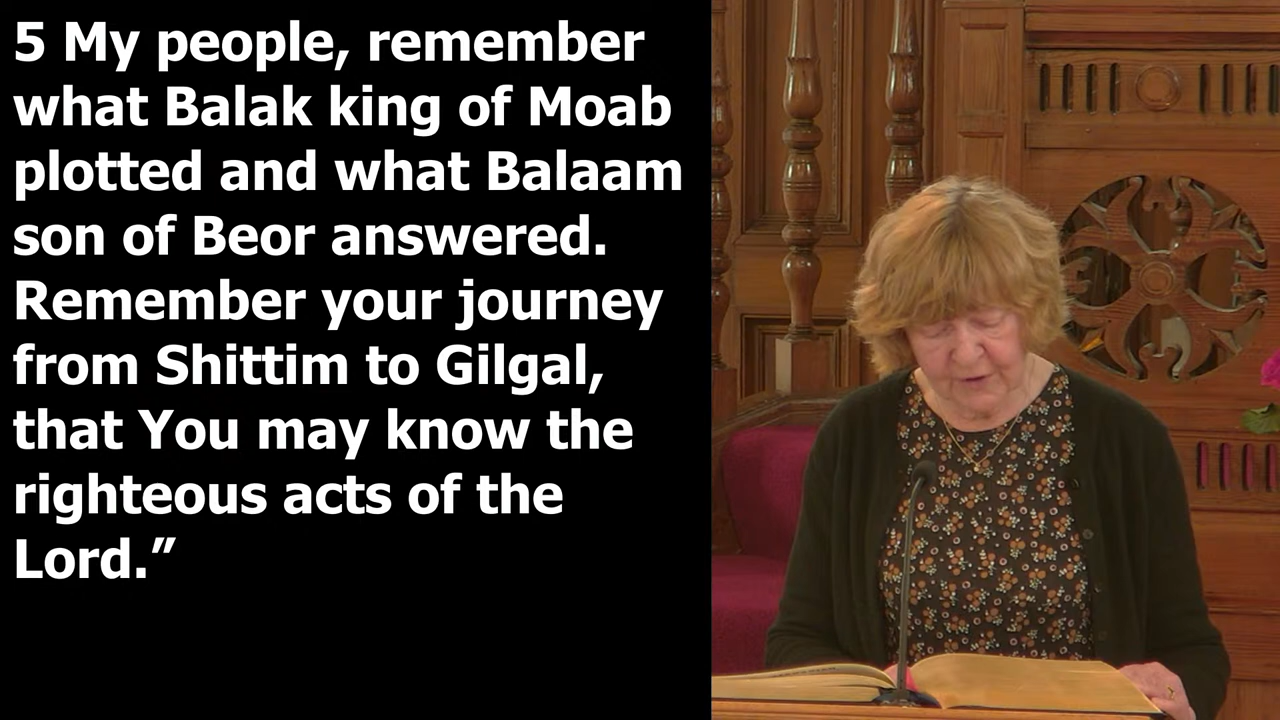 5 My people, remember
what Balak king of Moab
plotted and what Balaam
son of Beor answered.
Remember your journey
from Shittim to Gilgal,
that You may know the
righteous acts of the
Lord.”